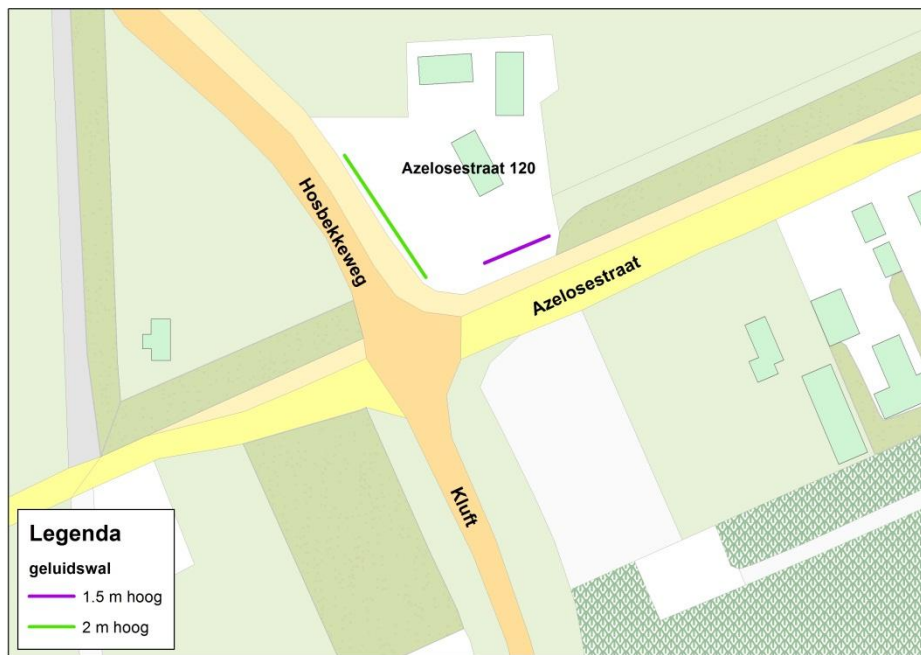 Azelosestraat 120
Hosbekkeweg
Azelosestraat
Kluft
Legenda
geluidswal
1.5 m hoog
2 m hoog